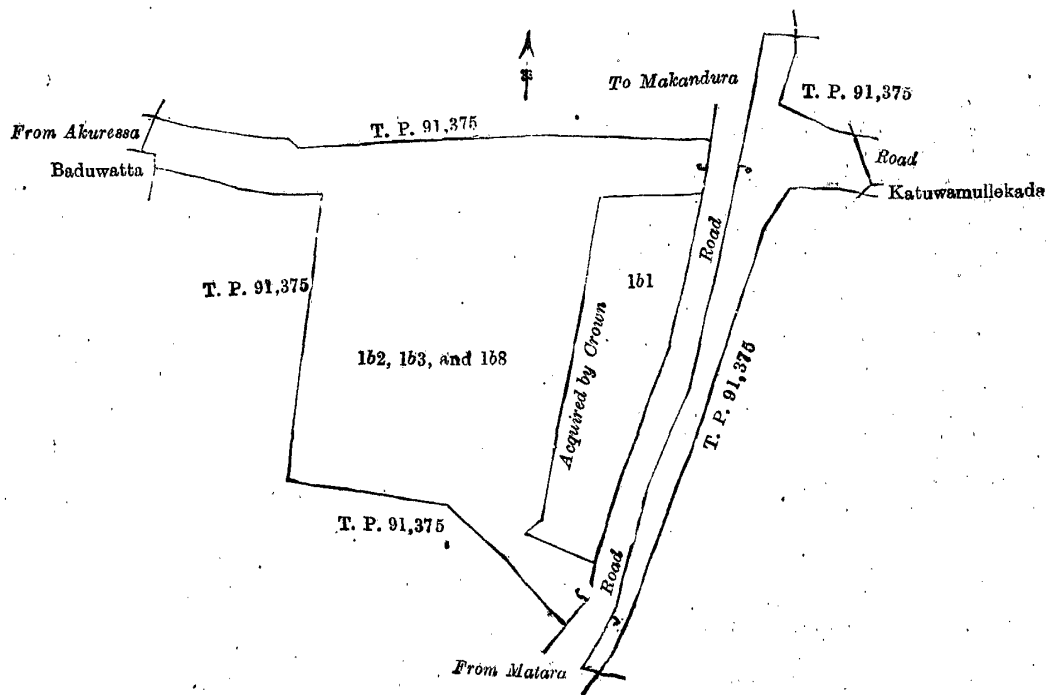 To Makandura
T. P. 91,375
From Akuressa
T. P. 91,375
Road
Baduwatta
Katuwamullekada
Road
T. P. 91,375
1b1
1b2, 1b3, and 1b8
Acquired by Crown
T. P. 91,375
T. P. 91,375
Road
From Matara